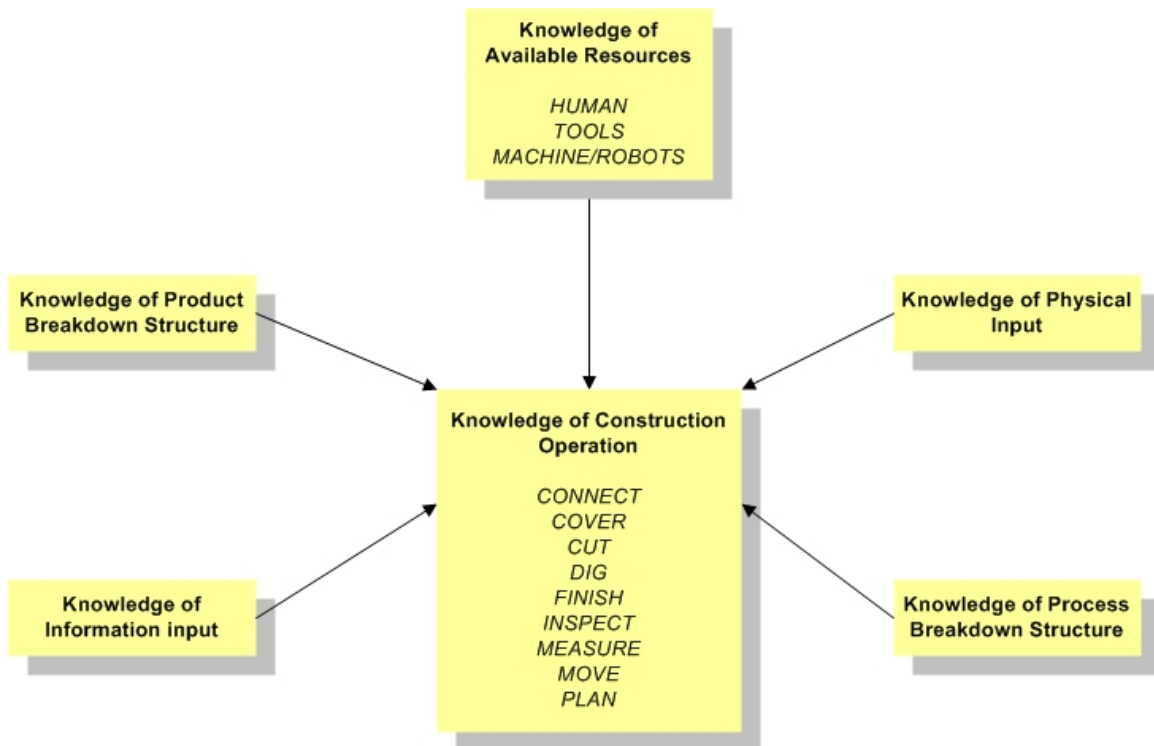 Knowledge of
Available Resources
HUMAN
TOOLS
MACHINE/ROBOTS
Knowledge of Product
Breakdown Structure
Knowledge of Physical
Input
Knowledge of Construction
Operation
CONNECT
COVER
CUT
DIG
FINISH
INSPECT
MEASURE
MOVE
PLAN
Knowledge of
Information input
Knowledge of Process
Breakdown Structure